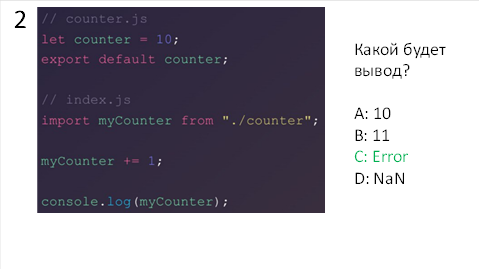 2
// counter.js
let counter = 10;
export default counter;
// index.js
import myCounter from "./counter";
myCounter += 1;
console.log(myCounter);
Какой будет
вывод?
A: 10
B: 11
C: Error
D: NaN